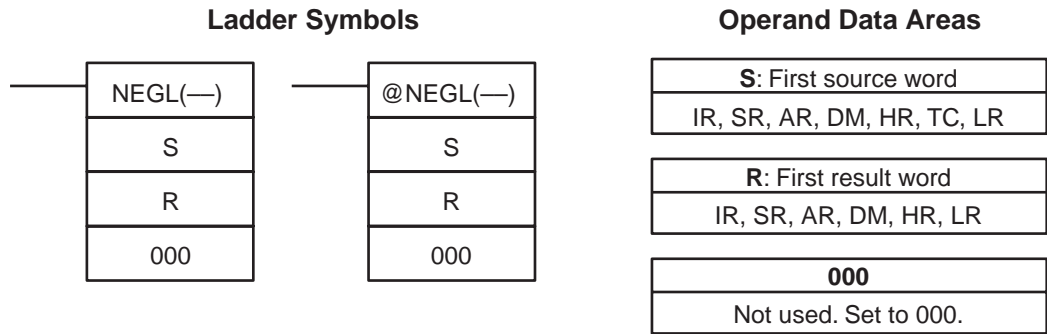 Ladder Symbols
NEGL(—)
S
R
000
@NEGL(—)
S
R
000
Operand Data Areas
S: First source word
IR, SR, AR, DM, HR, TC, LR
R: First result word
IR, SR, AR, DM, HR, LR
000
Not used. Set to 000.